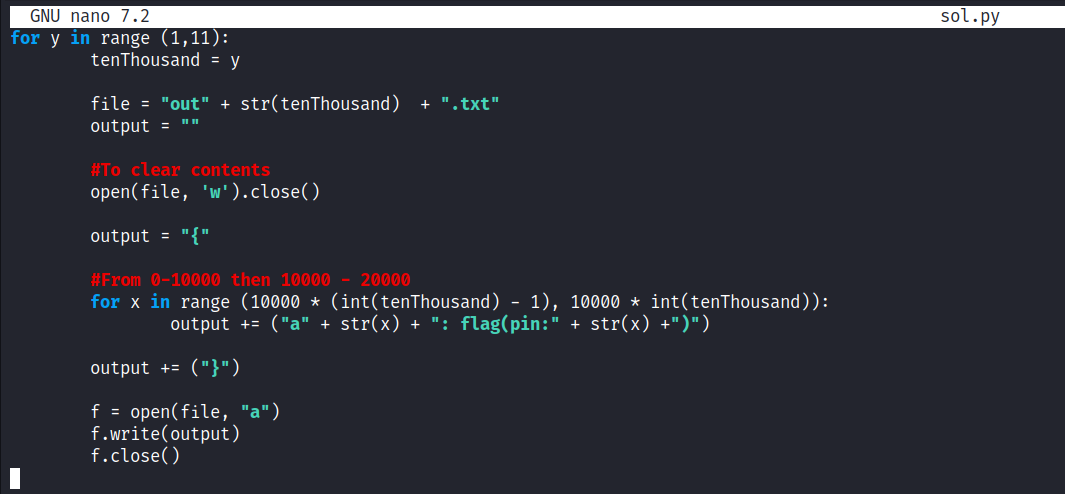 GNU nano 7.2 sol.py
for y in range (1,11):
        tenThousand = y

        file = "out" + str(tenThousand)  + ".txt"
        output = ""

        #To clear contents
        open(file, 'w').close()

        output = "{"

        #From 0-10000 then 10000 - 20000
        for x in range (10000 * (int(tenThousand) - 1), 10000 * int(tenThousand)):
                output += ("a" + str(x) + ": flag(pin:" + str(x) +")")

        output += ("}")

        f = open(file, "a")
        f.write(output)
        f.close()